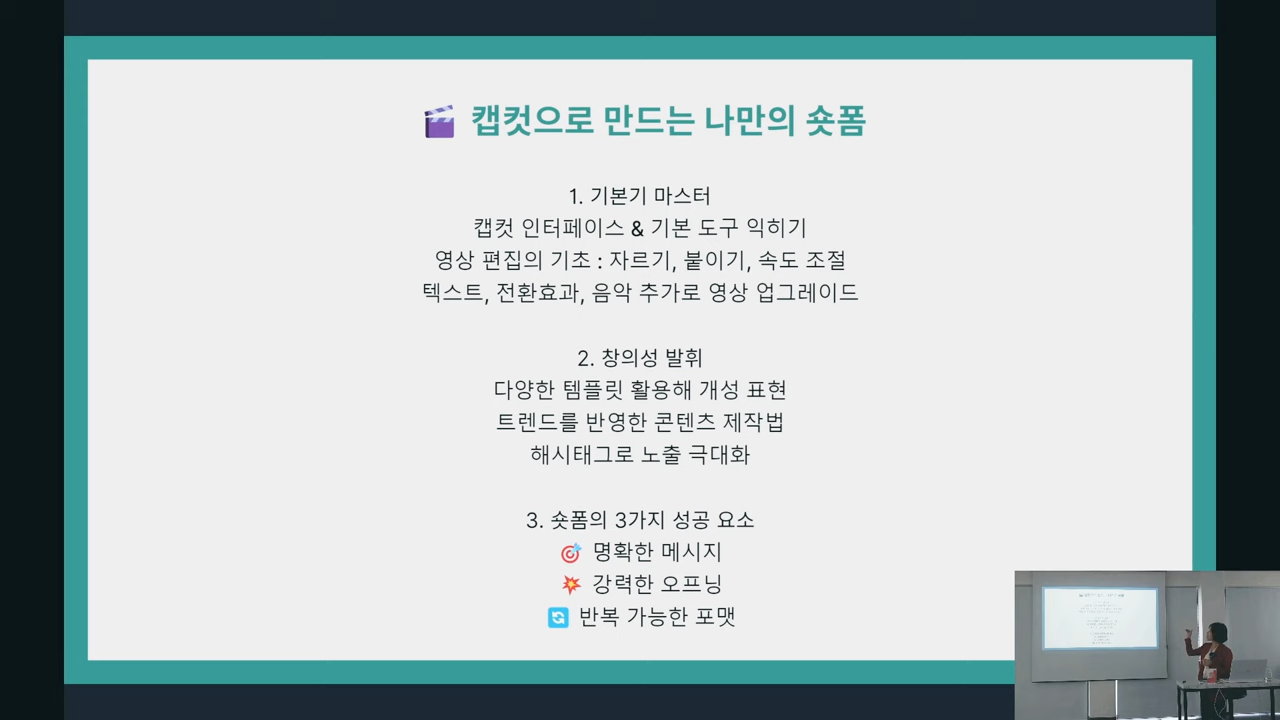 캡컷으로 만드는 나만의 숏폼
1. 기본기 마스터
캡컷 인터페이스 & 기본 도구 익히기
영상 편집의 기초 : 자르기, 붙이기, 속도 조절
텍스트, 전환효과, 음악 추가로 영상 업그레이드
2. 창의성 발휘
다양한 템플릿 활용해 개성 표현
트렌드를 반영한 콘텐츠 제작법
해시태그로 노출 극대화
3. 숏폼의 3가지 성공 요소
명확한 메시지
강력한 오프닝
반복 가능한 포맷